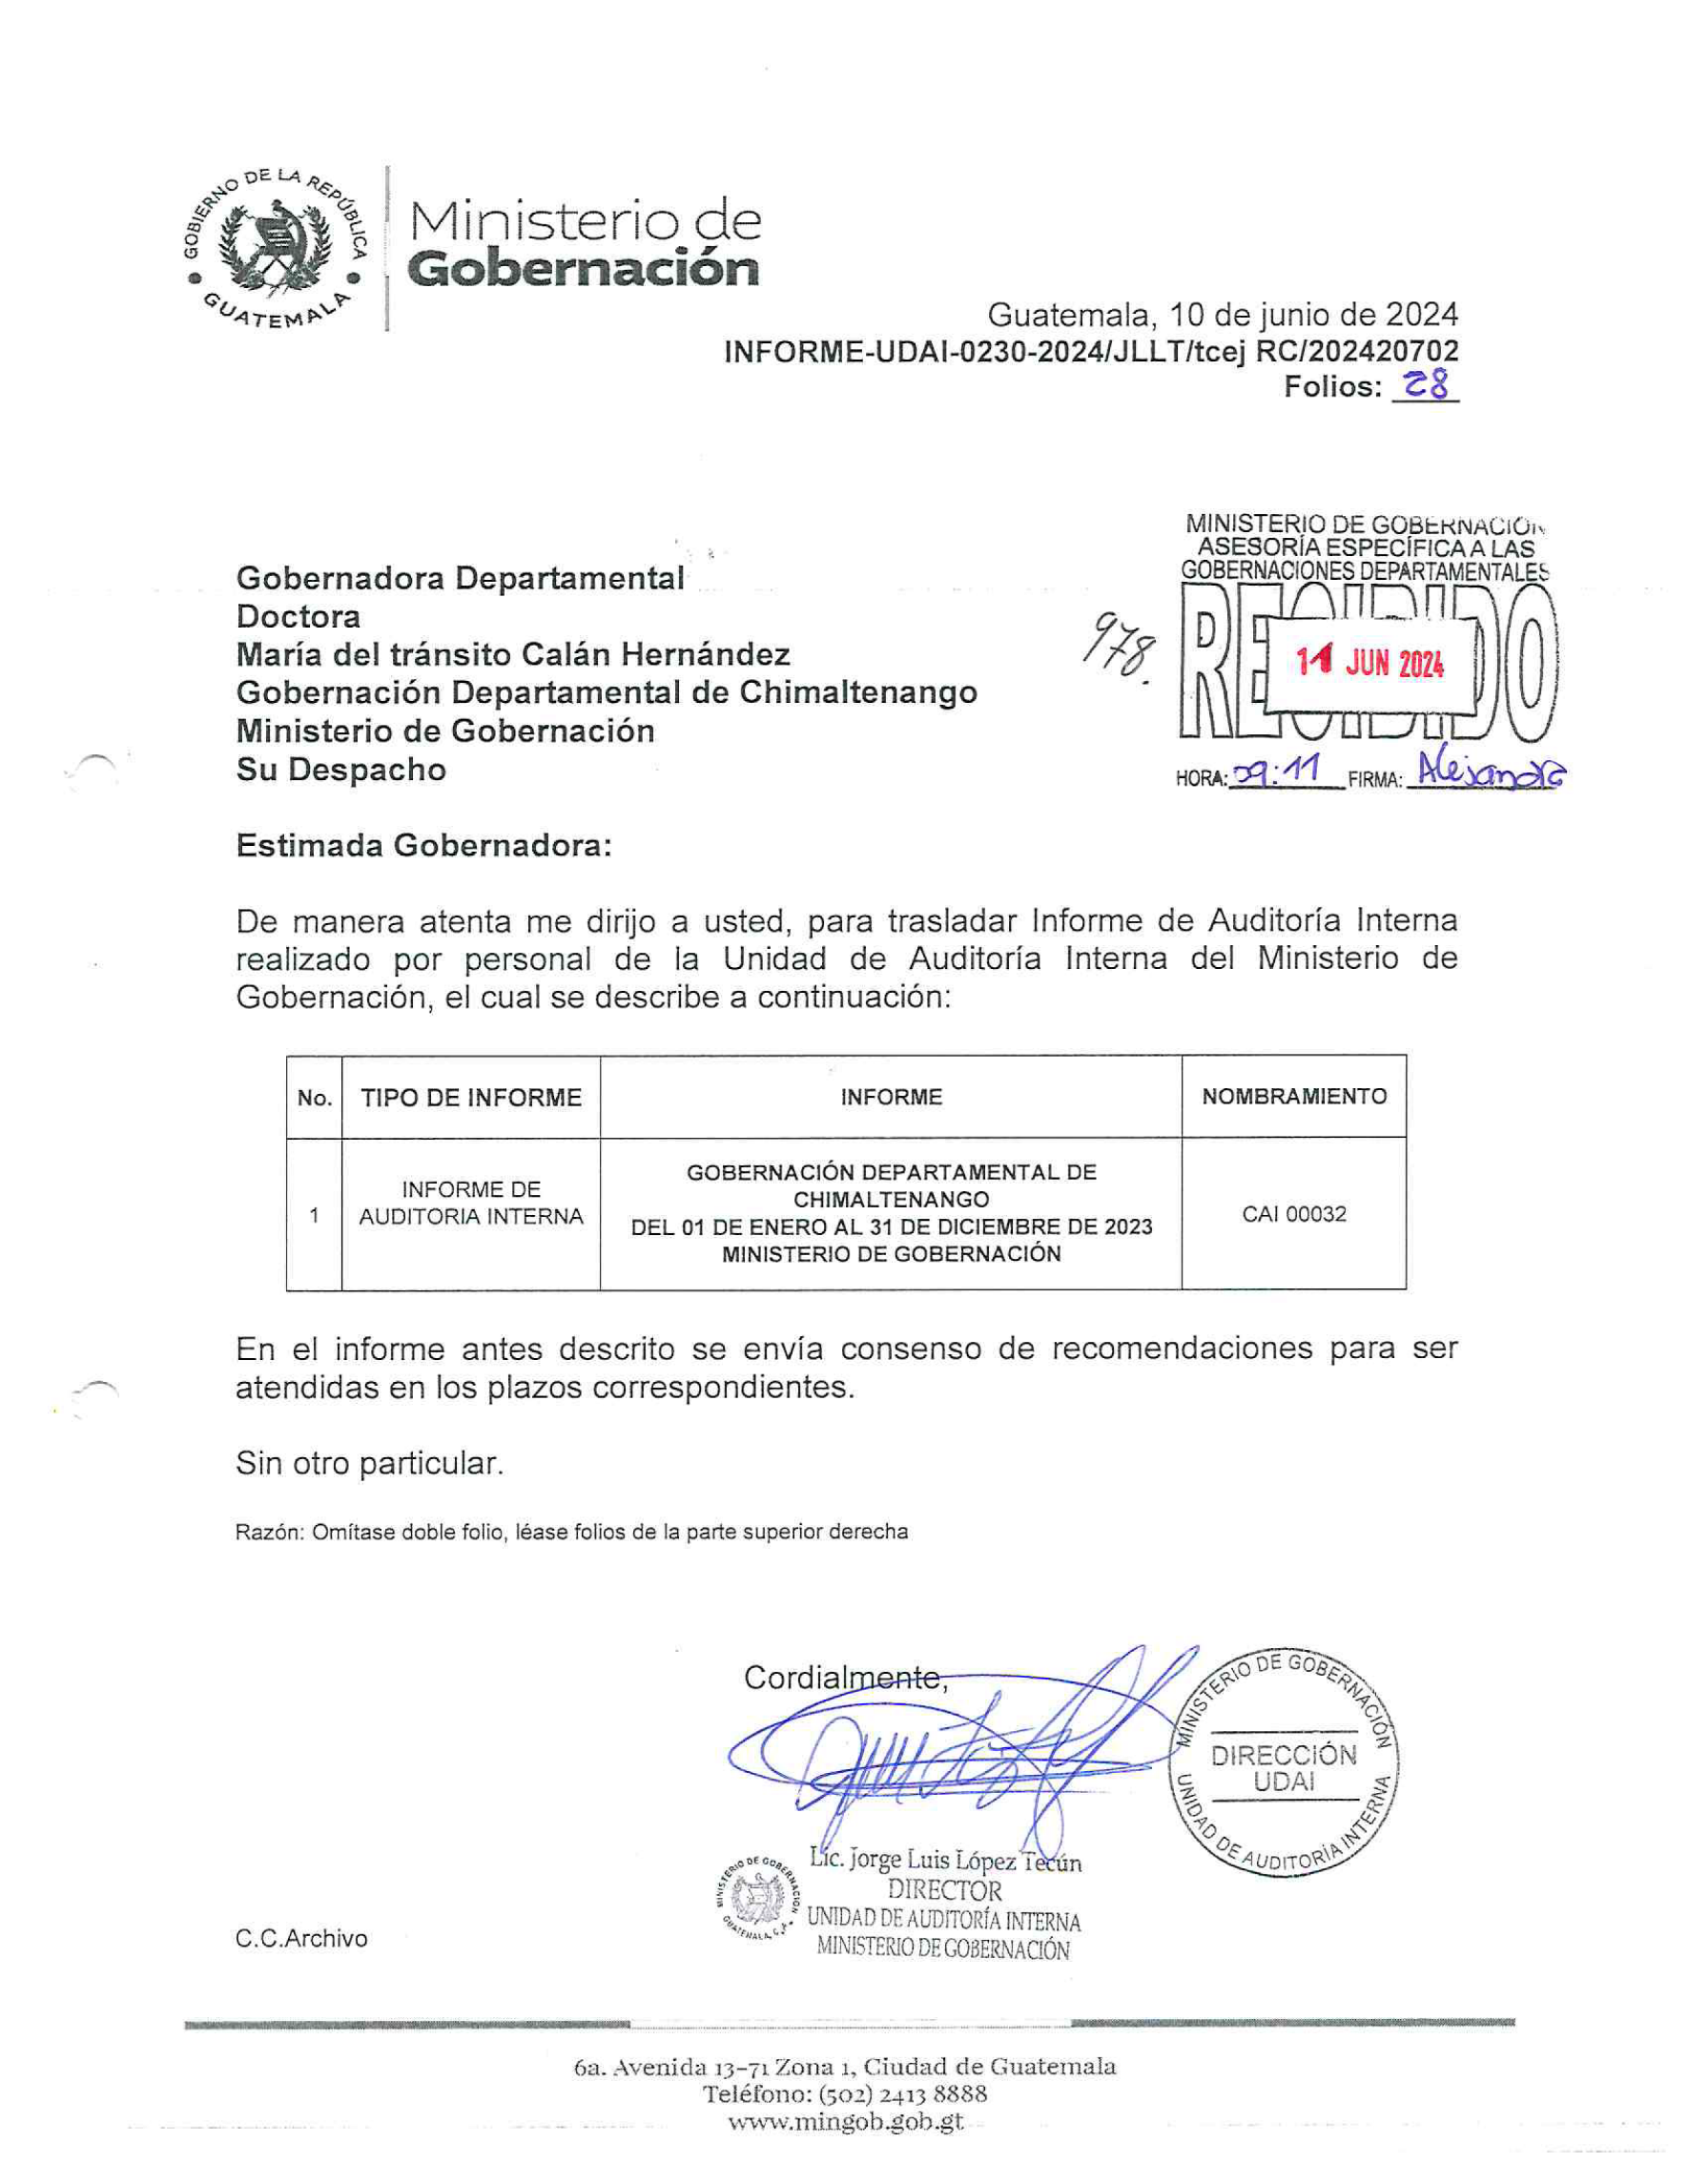 GOBIERNO DE LA REPÚBLICA
GUATEMALA
Ministerio de
Gobernación
Guatemala, 10 de junio de 2024
INFORME-UDAI-0230-2024/JLLT/tcej RC/202420702
Folios: 28
MINISTERIO DE GOBERNACIÓN
ASESORÍA ESPECÍFICA A LAS
GOBERNACIONES DEPARTAMENTALES
RECIBIDO
11 JUN 2024
978.
HORA: 09:11 FIRMA: Alejandra
Gobernadora Departamental
Doctora
María del tránsito Calán Hernández
Gobernación Departamental de Chimaltenango
Ministerio de Gobernación
Su Despacho
Estimada Gobernadora:
De manera atenta me dirijo a usted, para trasladar Informe de Auditoría Interna
realizado por personal de la Unidad de Auditoría Interna del Ministerio de
Gobernación, el cual se describe a continuación:
No. TIPO DE INFORME INFORME NOMBRAMIENTO
1 INFORME DE
AUDITORIA INTERNA
GOBERNACIÓN DEPARTAMENTAL DE
CHIMALTENANGO
DEL 01 DE ENERO AL 31 DE DICIEMBRE DE 2023
MINISTERIO DE GOBERNACIÓN
CAI 00032
En el informe antes descrito se envía consenso de recomendaciones para ser
atendidas en los plazos correspondientes.
Sin otro particular.
Razón: Omítase doble folio, léase folios de la parte superior derecha
Cordialmente,
MINISTERIO DE GOBERNACIÓN
DIRECCIÓN
UDAI
UNIDAD DE AUDITORÍA INTERNA
MINISTERIO DE GOBERNACION
GUATEMALA, C.A.
Lic. Jorge Luis López Tecún
DIRECTOR
UNIDAD DE AUDITORÍA INTERNA
MINISTERIO DE GOBERNACIÓN
C.C.Archivo
6a. Avenida 13-71 Zona 1, Ciudad de Guatemala
Teléfono: (502) 2413 8888
www.mingob.gob.gt